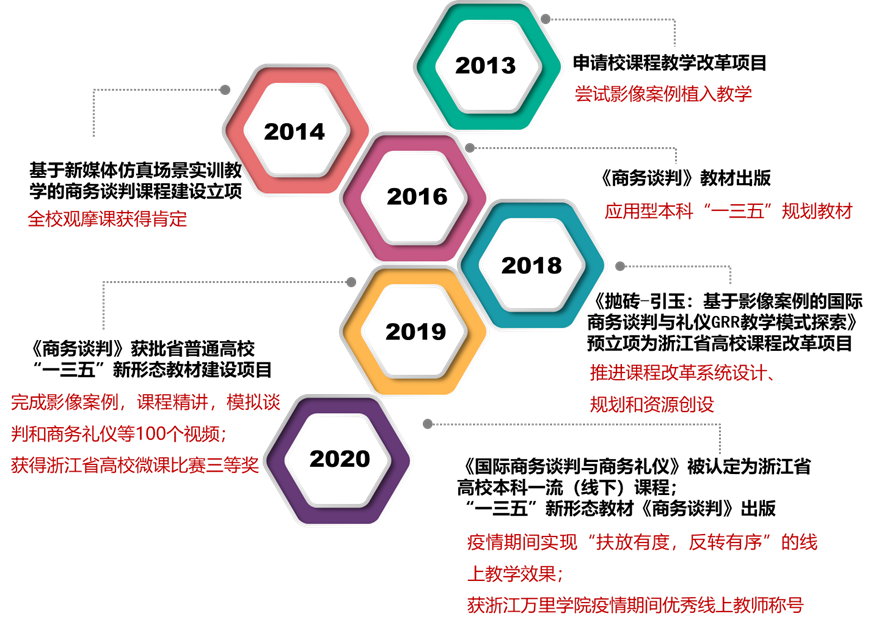 2013
申请校课程教学改革项目
尝试影像案例植入教学
2014
基于新媒体仿真场景实训教
学的商务谈判课程建设立项
全校观摩课获得肯定
2016
《商务谈判》教材出版
应用型本科“一三五”规划教材
2018
《抛砖-引玉：基于影像案例的国际
商务谈判与礼仪GRR教学模式探索》
预立项为浙江省高校课程改革项目
推进课程改革系统设计、
规划和资源创设
2019
《商务谈判》获批省普通高校
“一三五”新形态教材建设项目
完成影像案例，课程精讲，模拟谈
判和商务礼仪等100个视频；
获得浙江省高校微课比赛三等奖
2020
《国际商务谈判与商务礼仪》被认定为浙江省
高校本科一流（线下）课程；
“一三五”新形态教材《商务谈判》出版
疫情期间实现“扶放有度，反转有序”的线
上教学效果；
获浙江万里学院疫情期间优秀线上教师称号